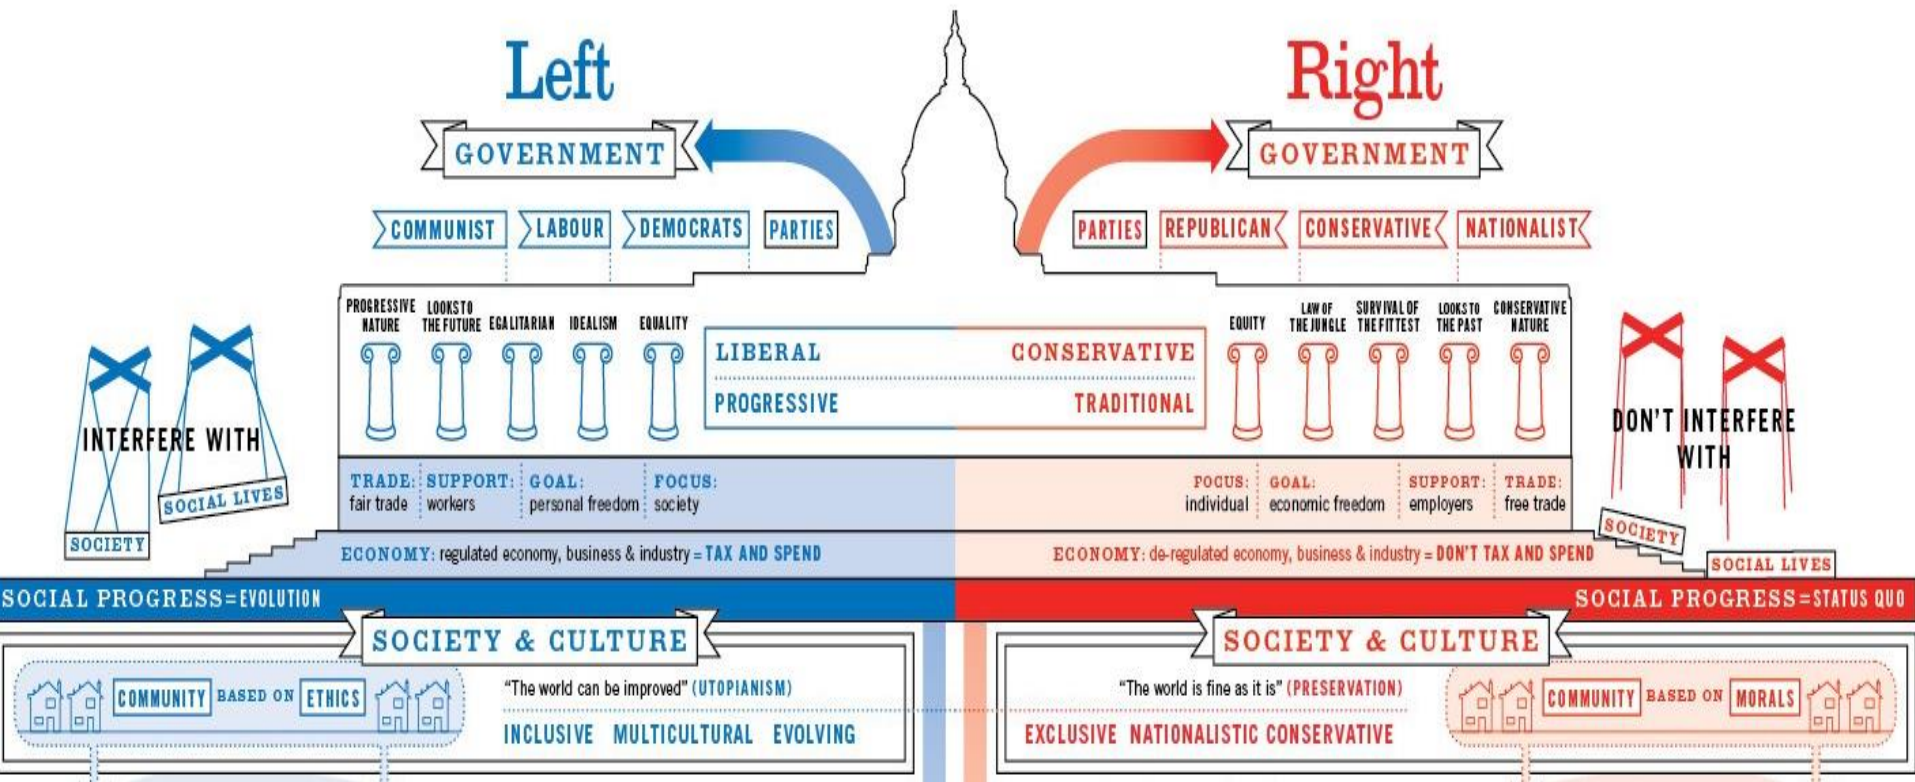 Left
GOVERNMENT
COMMUNIST LABOUR DEMOCRATS PARTIES
Right
GOVERNMENT
PARTIES REPUBLICAN CONSERVATIVE NATIONALIST
PROGRESSIVE
NATURE
LOOKS TO
THE FUTURE
EGALITARIAN
IDEALISM
EQUALITY
LIBERAL
PROGRESSIVE
CONSERVATIVE
TRADITIONAL
EQUITY
LAW OF
THE JUNGLE
SURVIVAL OF
THE FITTEST
LOOKS TO
THE PAST
CONSERVATIVE
NATURE
INTERFERE WITH
SOCIAL LIVES
SOCIETY
DON'T INTERFERE
WITH
SOCIETY
SOCIAL LIVES
TRADE:
fair trade
SUPPORT:
workers
GOAL:
personal freedom
FOCUS:
society
FOCUS:
individual
GOAL:
economic freedom
SUPPORT:
employers
TRADE:
free trade
ECONOMY: regulated economy, business & industry = TAX AND SPEND
ECONOMY: de-regulated economy, business & industry = DON'T TAX AND SPEND
SOCIAL PROGRESS=EVOLUTION
SOCIAL PROGRESS=STATUS QUO
SOCIETY & CULTURE
COMMUNITY BASED ON ETHICS
"The world can be improved" (UTOPIANISM)
INCLUSIVE MULTICULTURAL EVOLVING
SOCIETY & CULTURE
"The world is fine as it is" (PRESERVATION)
EXCLUSIVE NATIONALISTIC CONSERVATIVE
COMMUNITY BASED ON MORALS